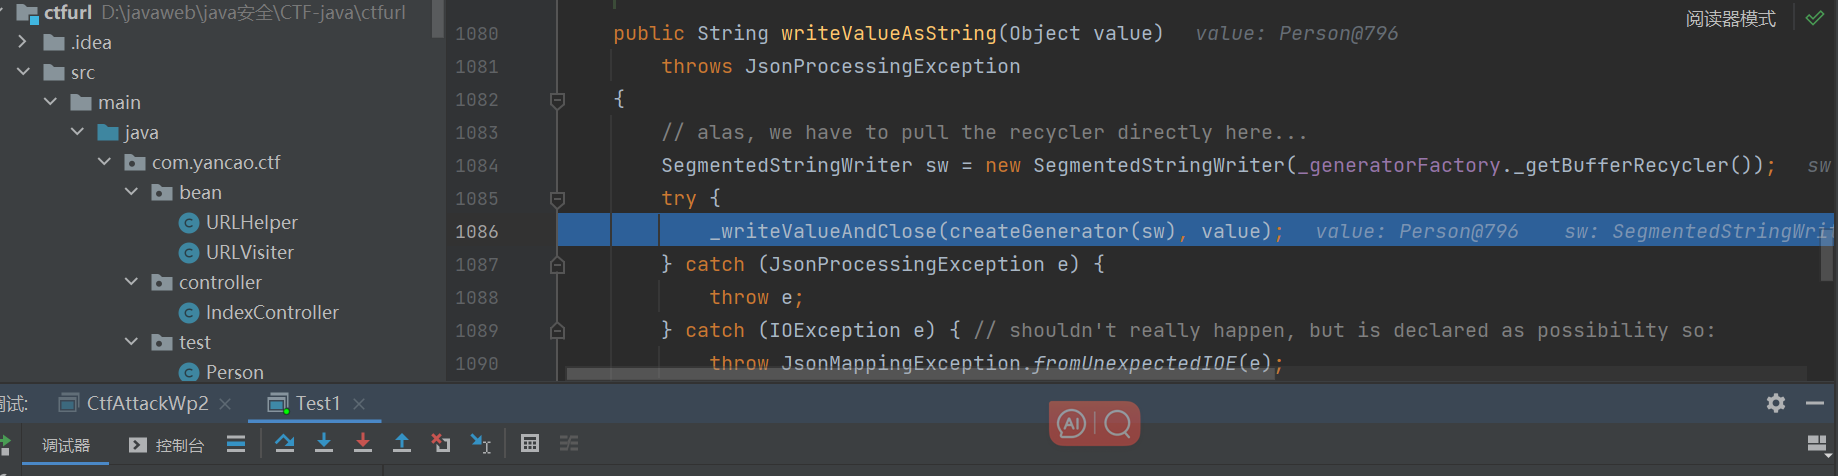 ctfurl D:\javaweb\java安全\CTF-java\ctfurl
.idea
src
main
java
com.yancao.ctf
bean
URLHelper
URLVisiter
controller
IndexController
test
Person
阅读器模式
1080 public String writeValueAsString(Object value) value: Person@796
1081 throws JsonProcessingException
1082 {
1083 // alas, we have to pull the recycler directly here...
1084 SegmentedStringWriter sw = new SegmentedStringWriter(_generatorFactory._getBufferRecycler()); sw
1085 try {
1086 _writeValueAndClose(createGenerator(sw), value); value: Person@796 sw: SegmentedStringWri
1087 } catch (JsonProcessingException e) {
1088 throw e;
1089 } catch (IOException e) { // shouldn't really happen, but is declared as possibility so:
1090 throw JsonMappingException.fromUnexpectedIOE(e);
试: CtfAttackWp2 Test1
AI
调试器 控制台